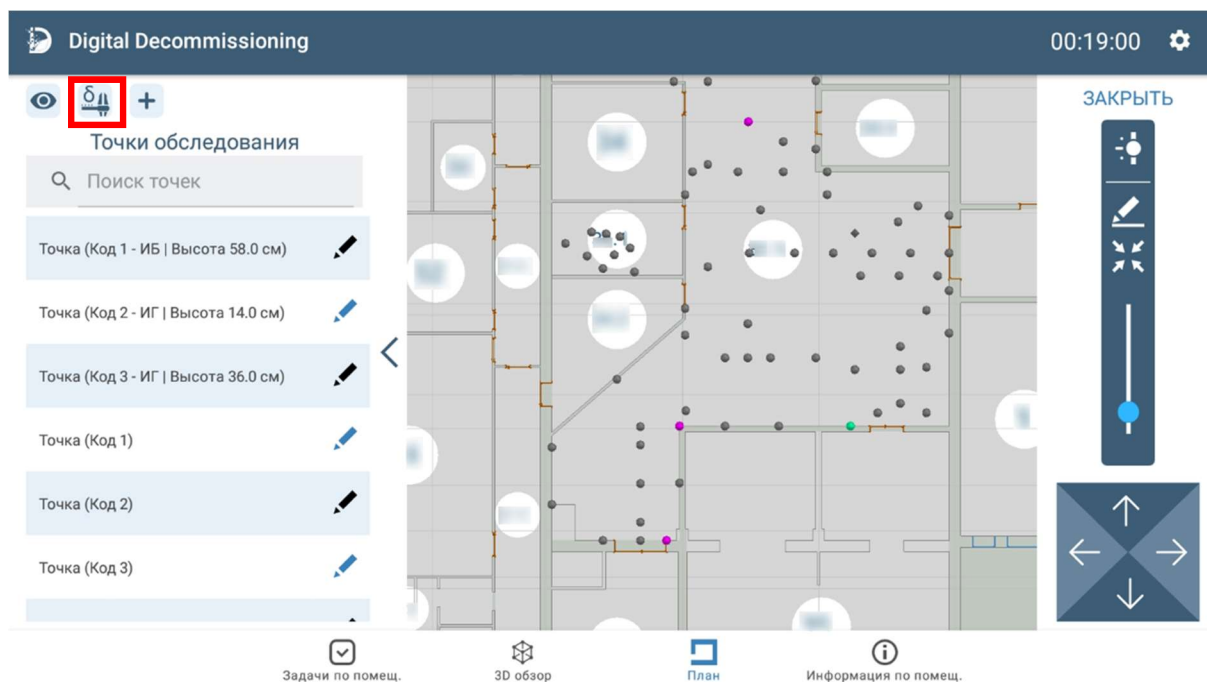 Digital Decommissioning
00:19:00
δ
ЗАКРЫТЬ
Точки обследования
Поиск точек
Точка (Код 1 - ИБ | Высота 58.0 см)
Точка (Код 2 - ИГ | Высота 14.0 см)
Точка (Код 3 - ИГ | Высота 36.0 см)
Точка (Код 1)
Точка (Код 2)
Точка (Код 3)
Задачи по помещ.
3D обзор
План
Информация по помещ.